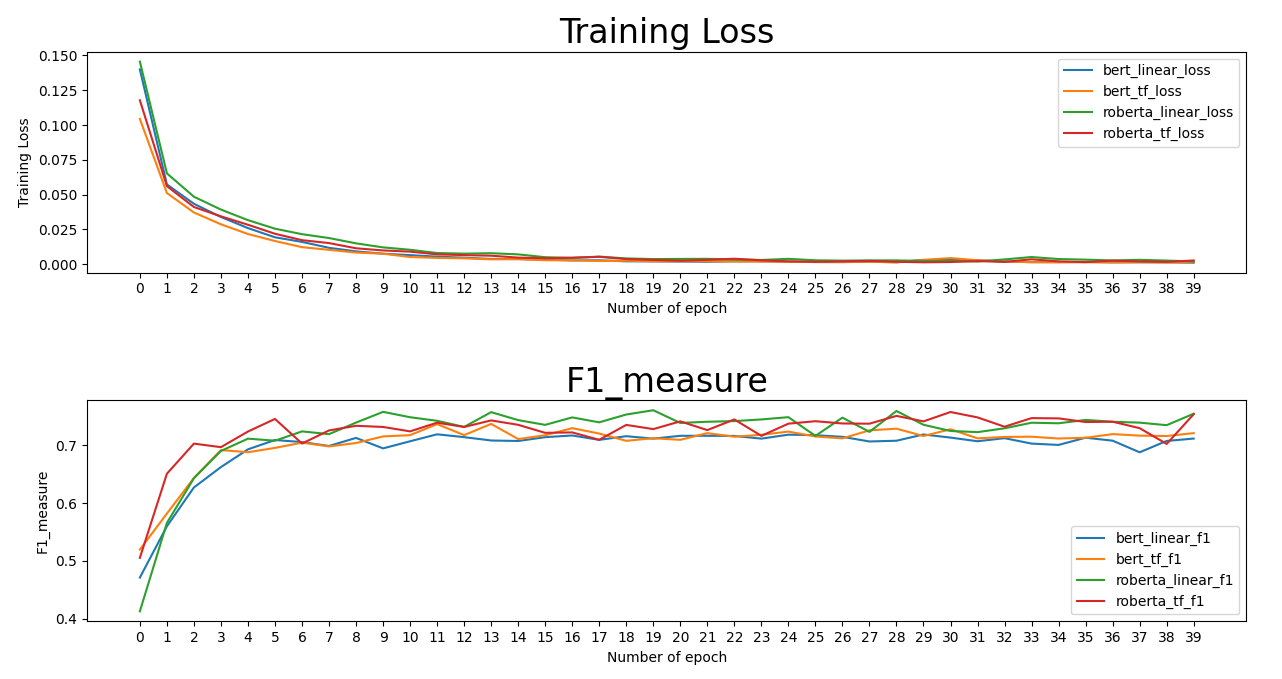 Training Loss
0.150
0.125
0.100
0.075
0.050
0.025
0.000
Training Loss
bert_linear_loss
bert_tf_loss
roberta_linear_loss
roberta_tf_loss
0 1 2 3 4 5 6 7 8 9 10 11 12 13 14 15 16 17 18 19 20 21 22 23 24 25 26 27 28 29 30 31 32 33 34 35 36 37 38 39
Number of epoch
F1_measure
0.7
0.6
0.5
0.4
F1_measure
bert_linear_f1
bert_tf_f1
roberta_linear_f1
roberta_tf_f1
0 1 2 3 4 5 6 7 8 9 10 11 12 13 14 15 16 17 18 19 20 21 22 23 24 25 26 27 28 29 30 31 32 33 34 35 36 37 38 39
Number of epoch